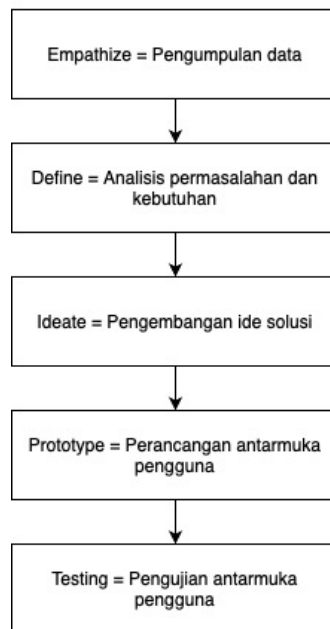 Empathize = Pengumpulan data
Define = Analisis permasalahan dan
kebutuhan
Ideate = Pengembangan ide solusi
Prototype = Perancangan antarmuka
pengguna
Testing = Pengujian antarmuka
pengguna